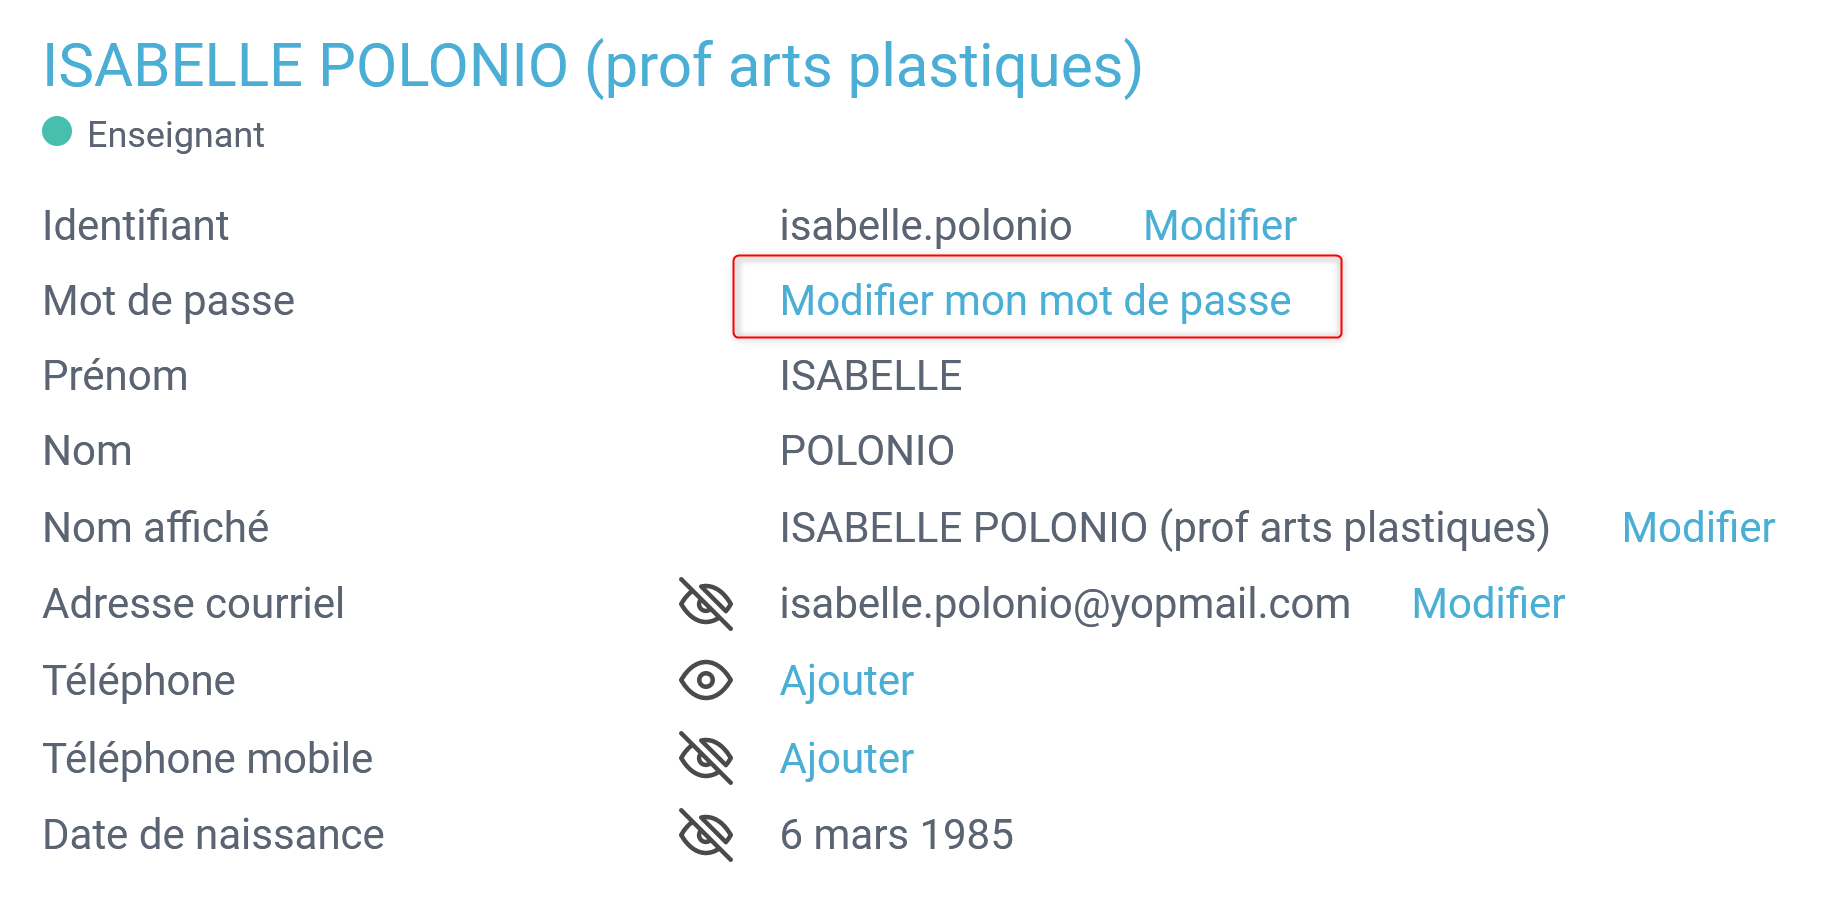 ISABELLE POLONIO (prof arts plastiques)
Enseignant
Identifiant isabelle.polonio Modifier
Mot de passe Modifier mon mot de passe
Prénom ISABELLE
Nom POLONIO
Nom affiché ISABELLE POLONIO (prof arts plastiques) Modifier
Adresse courriel isabelle.polonio@yopmail.com Modifier
Téléphone Ajouter
Téléphone mobile Ajouter
Date de naissance 6 mars 1985